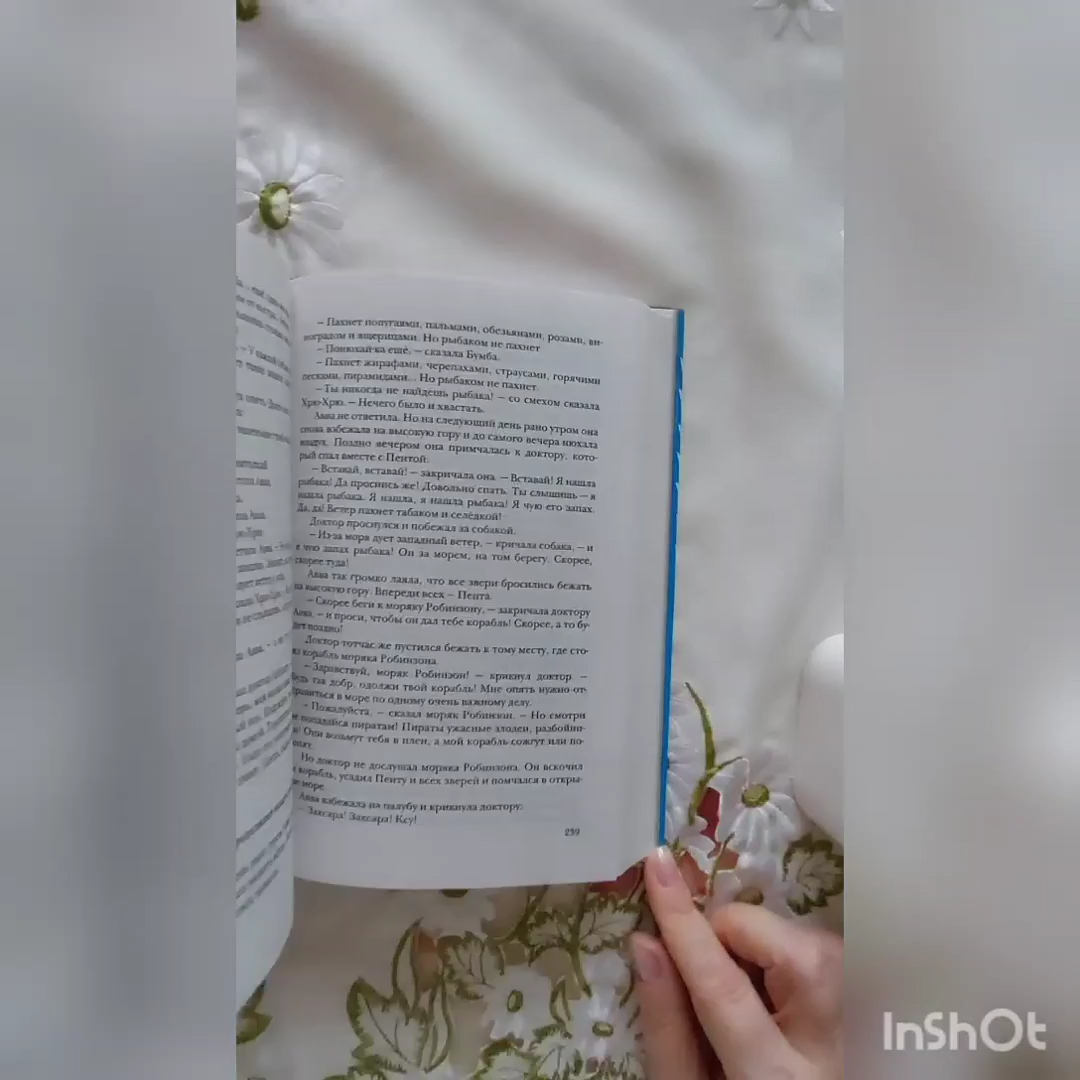 – Пахнет попугаями, пальмами, обезьянами, розами, ви-
ноградом и ящерицами. Но рыбаком не пахнет
– Понюхай-ка ещё, – сказала Бумба.
– Пахнет жирафами, черепахами, страусами, горячими
песками, пирамидами... Но рыбаком не пахнет.
– Ты никогда не найдёшь рыбака! – со смехом сказала
Хрю-Хрю. – Нечего было и хвастать.
Авва не ответила. Но на следующий день рано утром она
снова взбежала на высокую гору и до самого вечера нюхала
воздух. Поздно вечером она примчалась к доктору, кото-
рый спал вместе с Пентой.
– Вставай, вставай! – закричала она. – Вставай! Я нашла
рыбака! Да проснись же! Довольно спать. Ты слышишь – я
нашла рыбака. Я нашла, я нашла рыбака! Я чую его запах.
Да, да! Ветер пахнет табаком и селёдкой!
Доктор проснулся и побежал за собакой.
– Из-за моря дует западный ветер, – кричала собака, – и
я чую запах рыбака! Он за морем, на том берегу. Скорее,
скорее туда!
Авва так громко лаяла, что все звери бросились бежать
на высокую гору. Впереди всех – Пента.
– Скорее беги к моряку Робинзону, – закричала доктору
Авва, – и проси, чтобы он дал тебе корабль! Скорее, а то бу-
дет поздно!
Доктор тотчас же пустился бежать к тому месту, где сто-
корабль моряка Робинзона.
– Здравствуй, моряк Робинзон! – крикнул доктор. –
Будь так добр, одолжи твой корабль! Мне опять нужно от-
правиться в море по одному очень важному делу.
– Пожалуйста, – сказал моряк Робинзон. – Но смотри
не попадайся пиратам! Пираты ужасные злодеи, разбойни-
Они возьмут тебя в плен, а мой корабль сожгут или по-
Но доктор не дослушал моряка Робинзона. Он вскочил
корабль, усадил Пенту и всех зверей и помчался в откры-
море.
Авва взбежала на палубу и крикнула доктору:
– Заксара! Заксара! Ксу!
239
InShOt